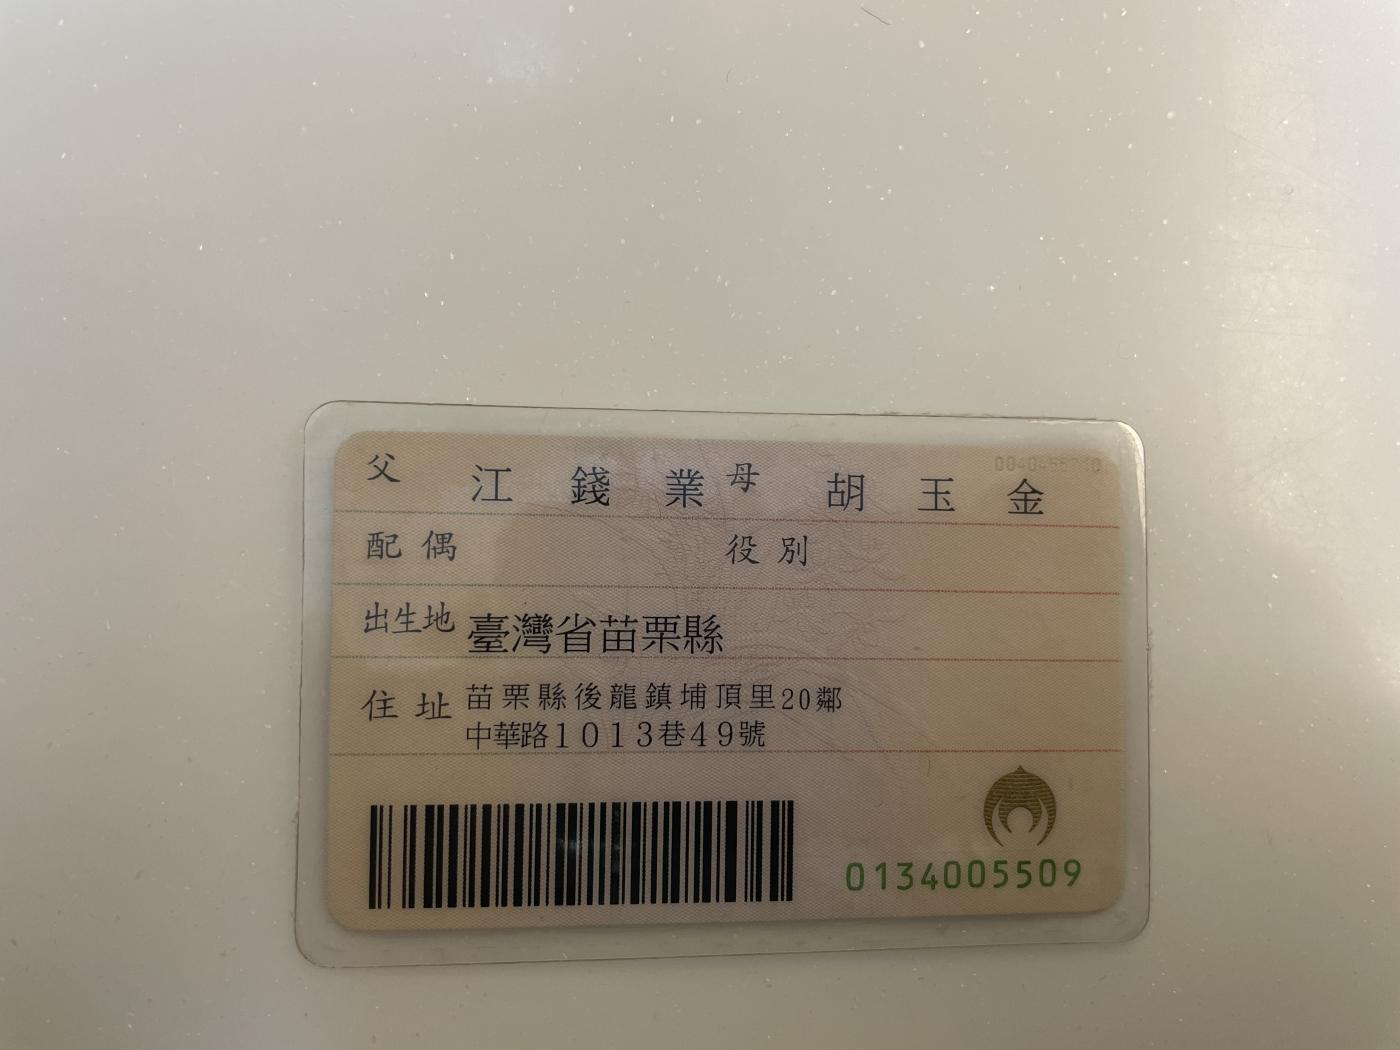 父 江錢業 母 胡玉金
配偶 役別
出生地 臺灣省苗栗縣
住址 苗栗縣後龍鎮埔頂里20鄰
中華路1013巷49號
0134005509